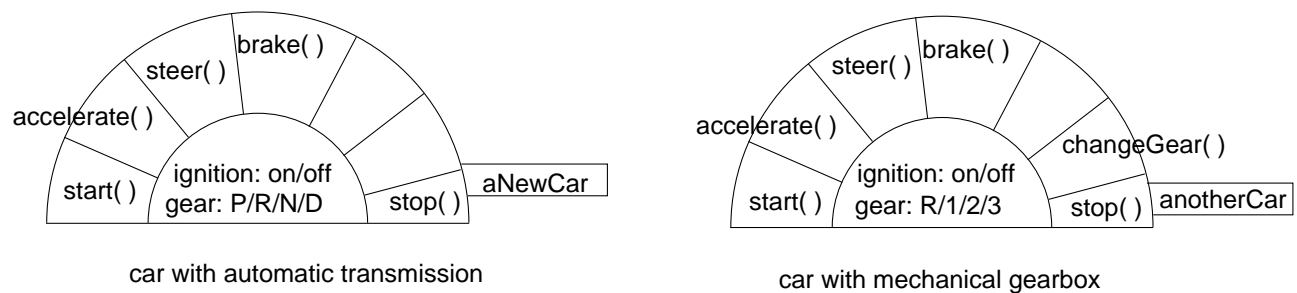 brake( )
steer( )
accelerate( )
start( )
ignition: on/off
gear: P/R/N/D
stop( )
aNewCar
car with automatic transmission
brake( )
steer( )
accelerate( )
changeGear( )
start( )
ignition: on/off
gear: R/1/2/3
stop( )
anotherCar
car with mechanical gearbox